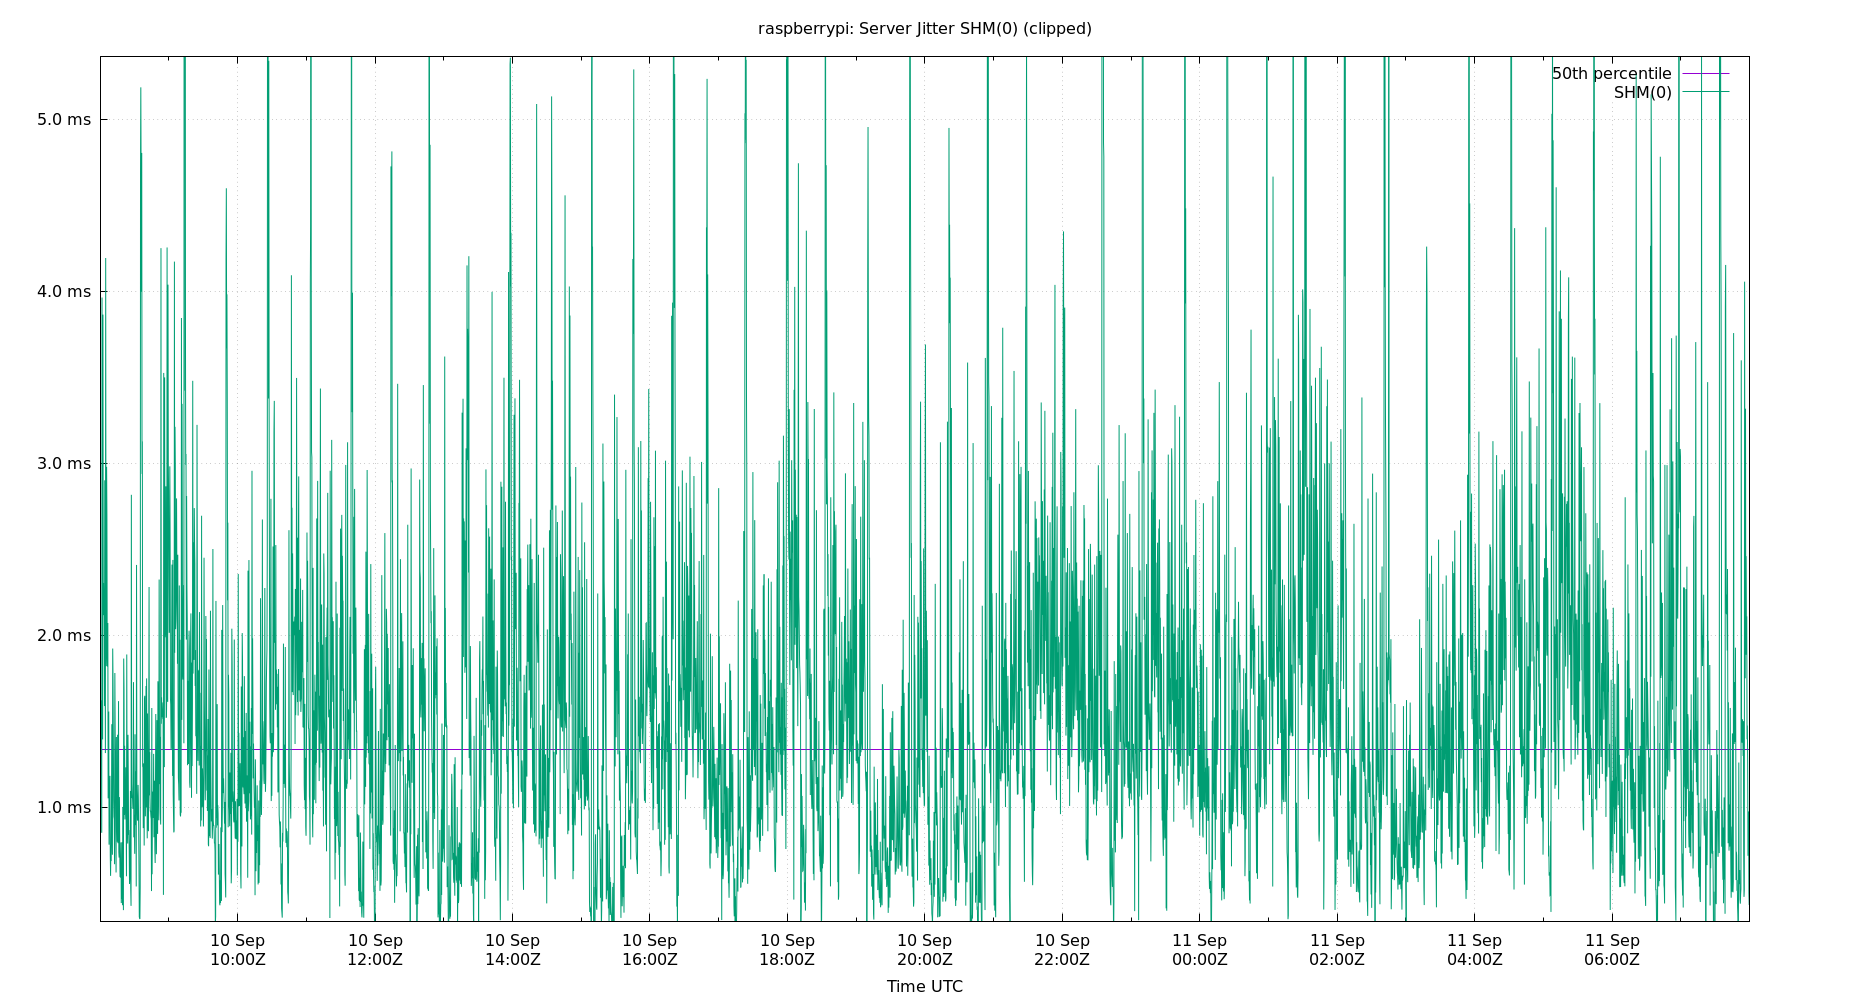 raspberrypi: Server Jitter SHM(0) (clipped)
50th percentile
SHM(0)
5.0 ms
4.0 ms
3.0 ms
2.0 ms
1.0 ms
10 Sep 10 Sep 10 Sep 10 Sep 10 Sep 10 Sep 10 Sep 11 Sep 11 Sep 11 Sep 11 Sep
10:00Z 12:00Z 14:00Z 16:00Z 18:00Z 20:00Z 22:00Z 00:00Z 02:00Z 04:00Z 06:00Z
Time UTC